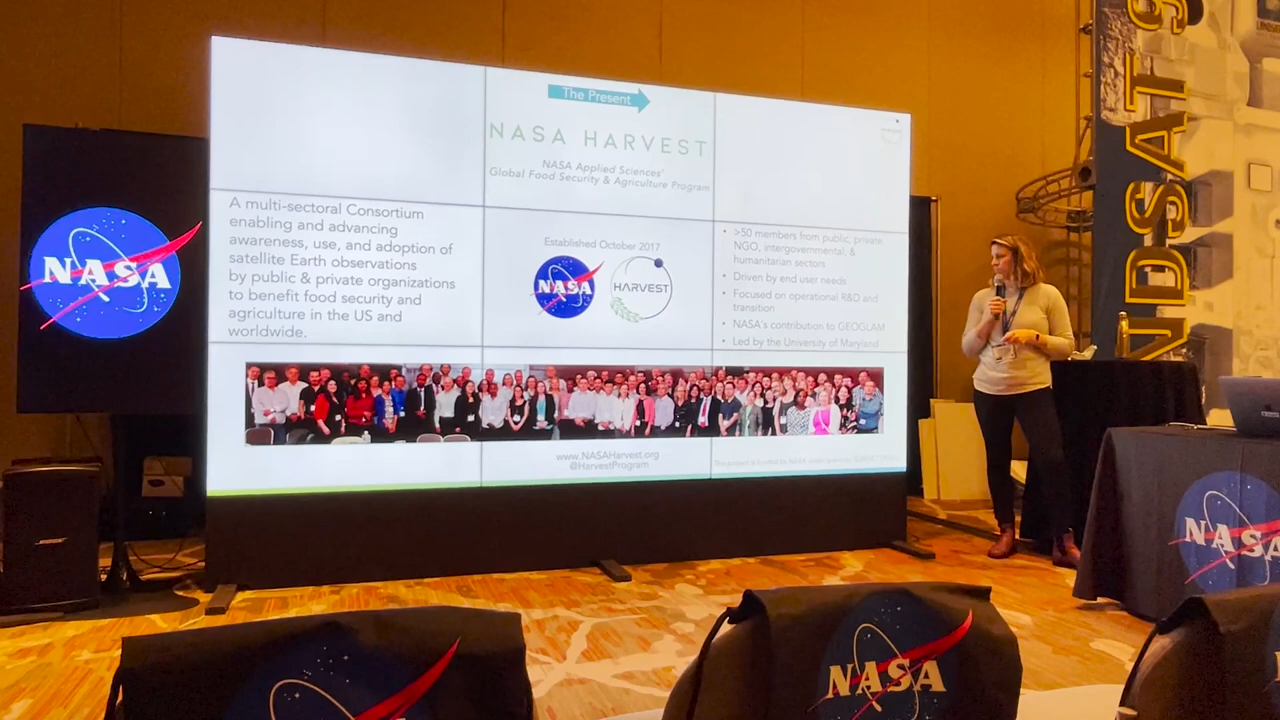 The Present
NASA HARVEST
NASA Applied Sciences'
Global Food Security & Agriculture Program
A multi-sectoral Consortium
enabling and advancing
awareness, use, and adoption of
satellite Earth observations
by public & private organizations
to benefit food security and
agriculture in the US and
worldwide.
Established October 2017
NASA
HARVEST
• >50 members from public, private,
NGO, intergovernmental, &
humanitarian sectors
• Driven by end user needs
• Focused on operational R&D and
transition
• NASA's contribution to GEOGLAM
• Led by the University of Maryland
www.NASAHarvest.org
@HarvestProgram
NASA
NDSAT 9
NASA
NASA
BOSE